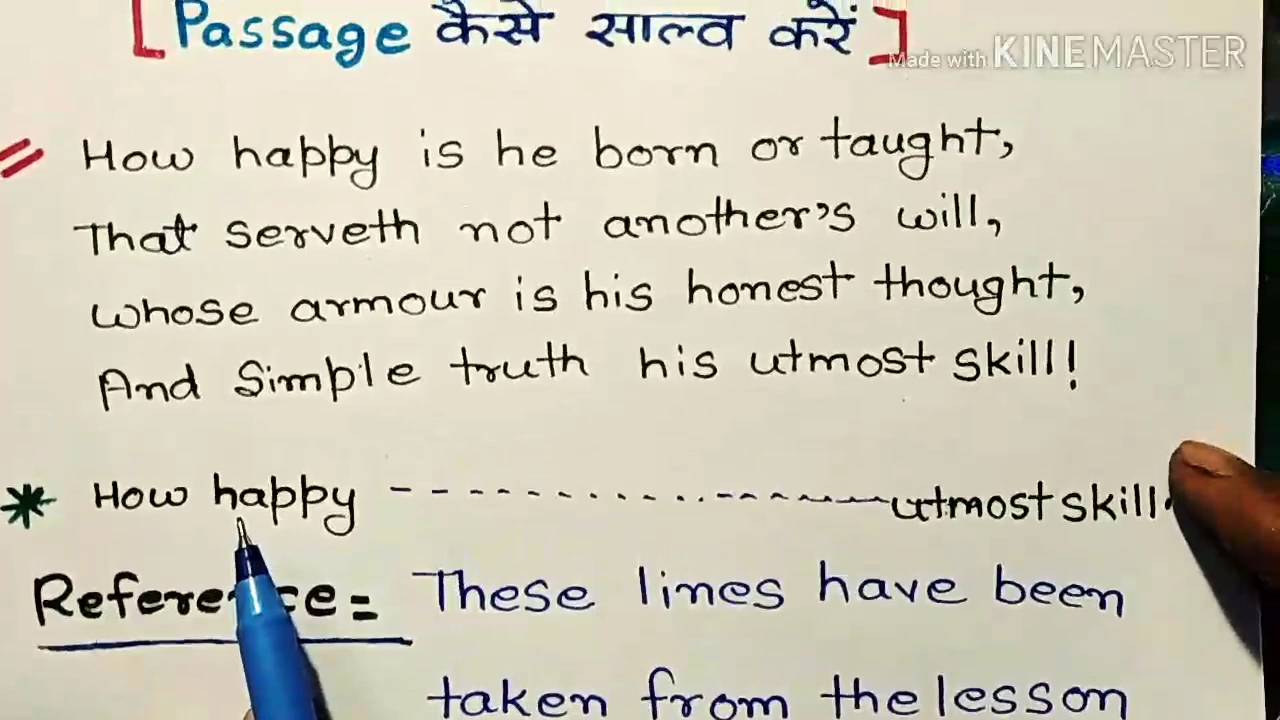 [Passage कैसे साल्व करें]
Made with KINEMASTER
How happy is he born or taught,
That serveth not another's will,
whose armour is his honest thought,
And Simple truth his utmost skill!
* How happy ---------------- utmost skill.
Reference = These lines have been
taken from the lesson